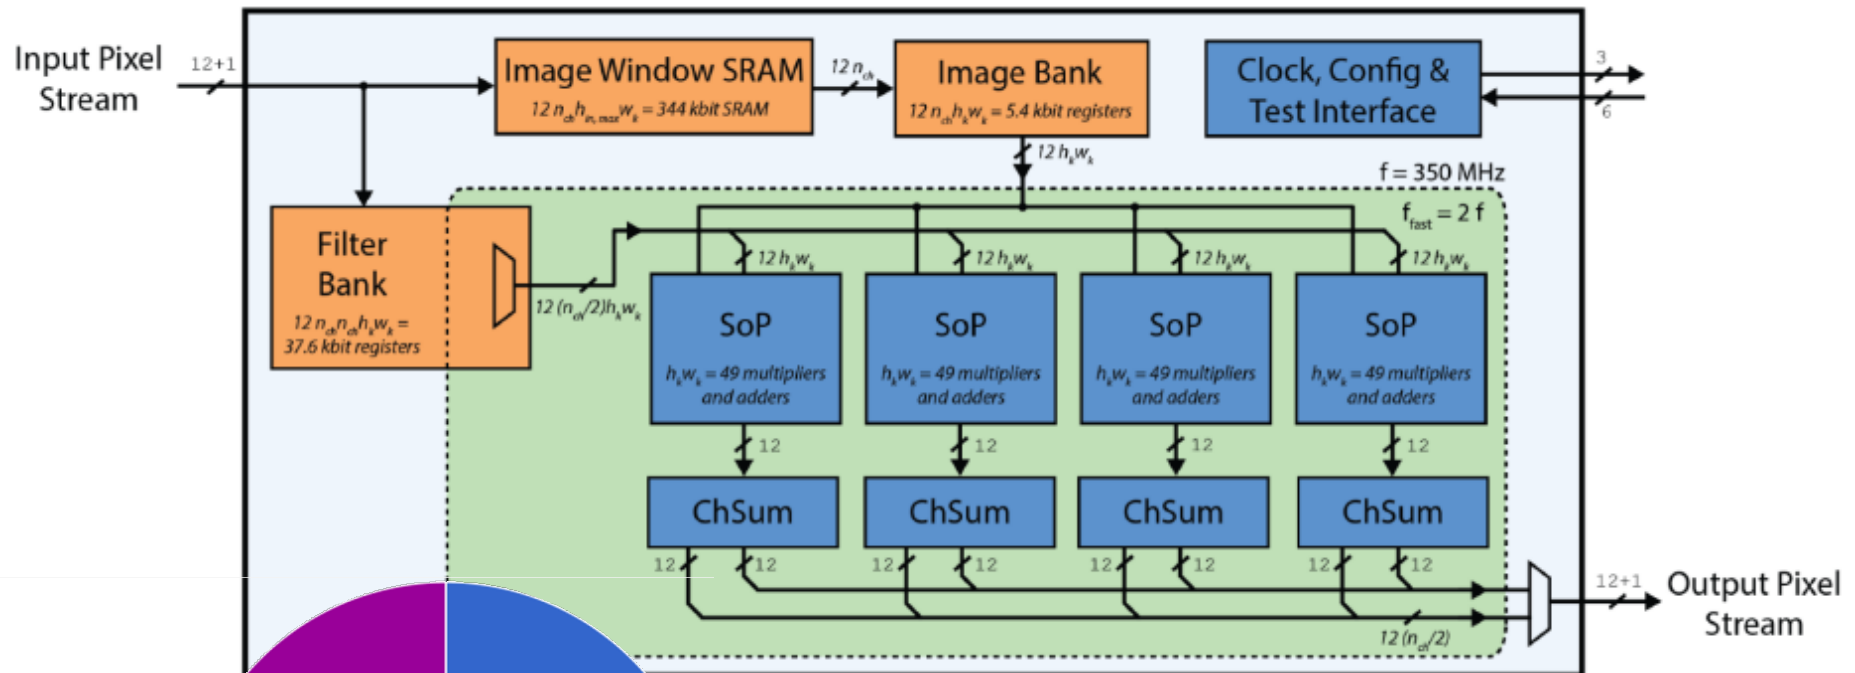 Input Pixel
Stream
12+1
Image Window SRAM
12 n_ch h_in,max w_k = 344 kbit SRAM
12 n_ch
Image Bank
12 n_ch h_k w_k = 5.4 kbit registers
Clock, Config &
Test Interface
3
6
12 h_k w_k
f = 350 MHz
f_fast = 2 f
Filter
Bank
12 n_ch n_ch h_k w_k =
37.6 kbit registers
12 (n_ch/2)h_k w_k
12 h_k w_k
12 h_k w_k
12 h_k w_k
12 h_k w_k
SoP
h_k w_k = 49 multipliers
and adders
SoP
h_k w_k = 49 multipliers
and adders
SoP
h_k w_k = 49 multipliers
and adders
SoP
h_k w_k = 49 multipliers
and adders
12
12
12
12
ChSum
ChSum
ChSum
ChSum
12
12
12
12
12
12
12
12
12 (n_ch/2)
12+1
Output Pixel
Stream